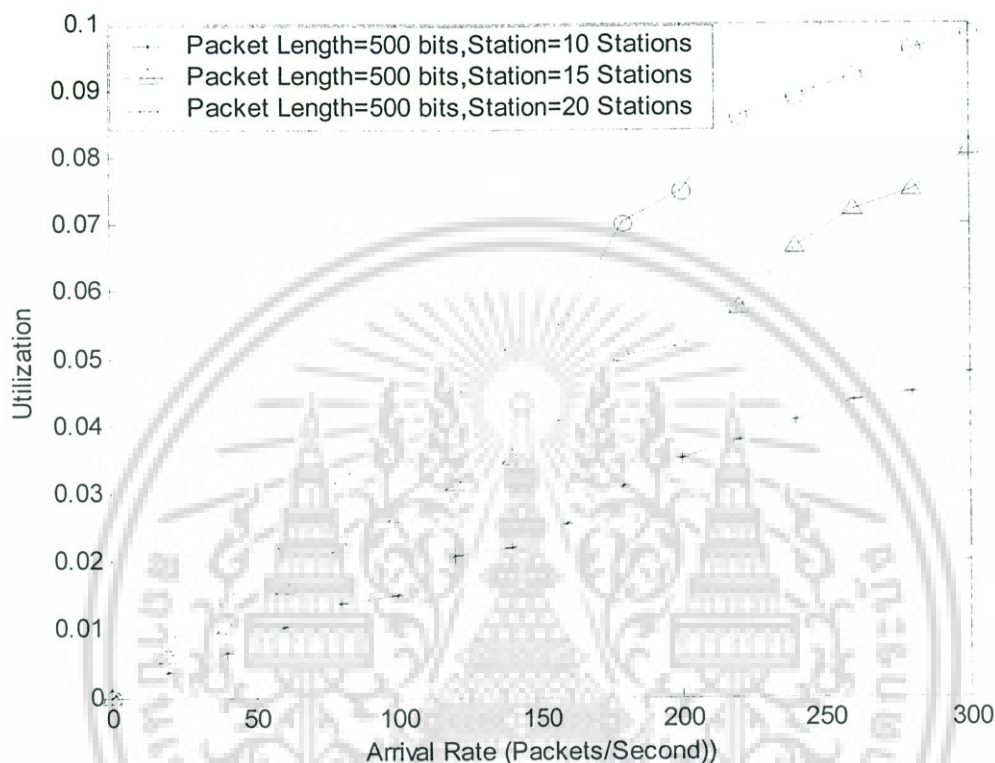 0.1
Packet Length=500 bits,Station=10 Stations
Packet Length=500 bits,Station=15 Stations
Packet Length=500 bits,Station=20 Stations
0.09
0.08
0.07
0.06
0.05
0.04
0.03
0.02
0.01
0
Utilization
0 50 100 150 200 250 300
Arrival Rate (Packets/Second))